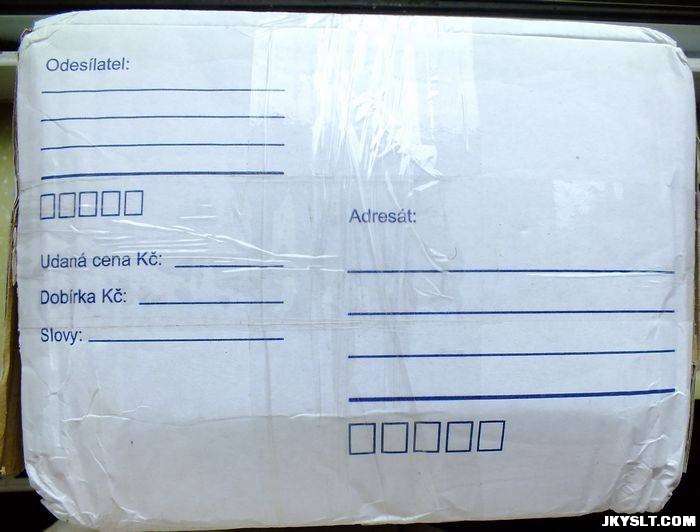 Odesílatel:
Udaná cena Kč:
Dobírka Kč:
Slovy:
Adresát:
JKYSLT.COM